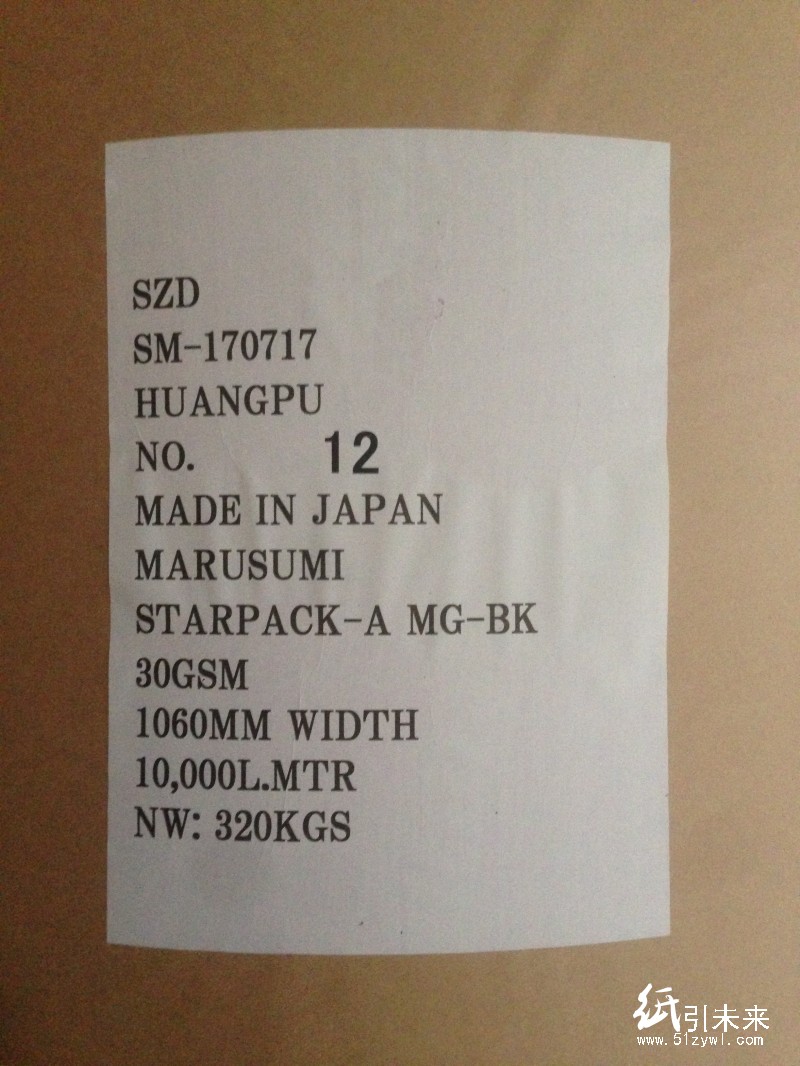 SZD
SM-170717
HUANGPU
NO. 12
MADE IN JAPAN
MARUSUMI
STARPACK-A MG-BK
30GSM
1060MM WIDTH
10,000L.MTR
NW: 320KGS
纸引未来
www.51zywl.com